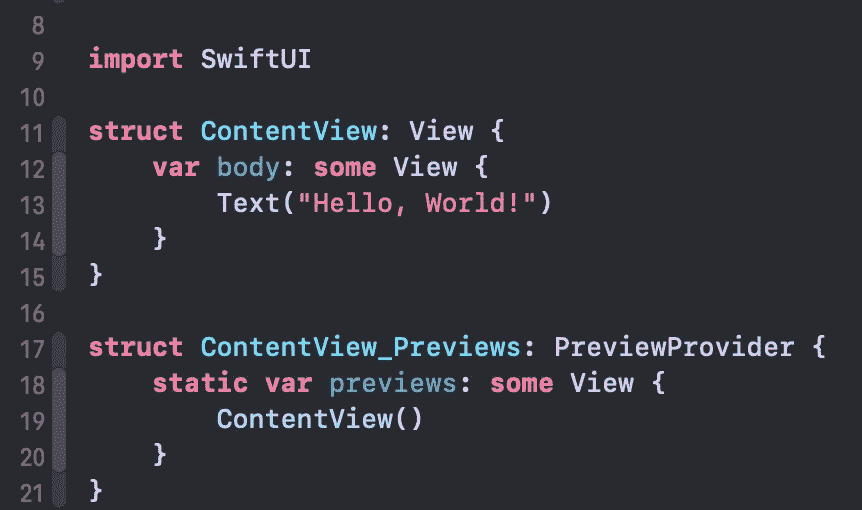 8
9 import SwiftUI
10
11 struct ContentView: View {
12     var body: some View {
13         Text("Hello, World!")
14     }
15 }
16
17 struct ContentView_Previews: PreviewProvider {
18     static var previews: some View {
19         ContentView()
20     }
21 }